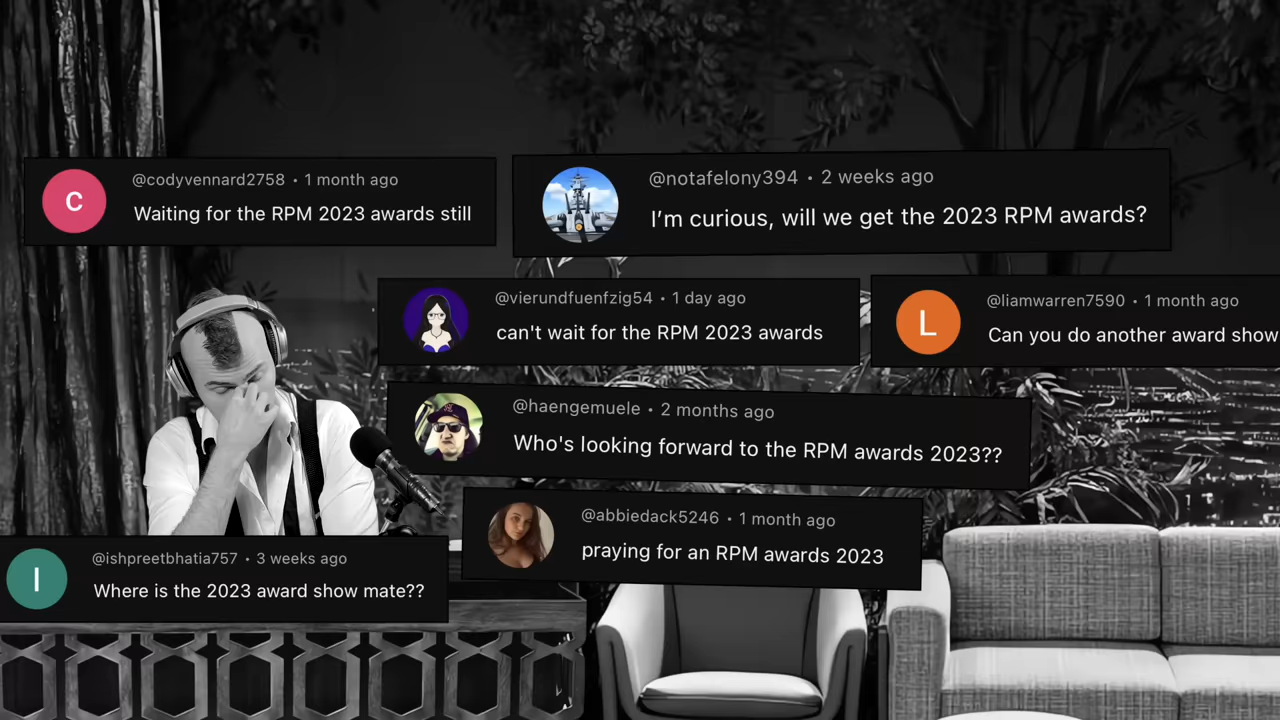 @codyvennard2758 • 1 month ago
Waiting for the RPM 2023 awards still
@notafelony394 • 2 weeks ago
I’m curious, will we get the 2023 RPM awards?
@vierundfuenfzig54 • 1 day ago
can't wait for the RPM 2023 awards
@liamwarren7590 • 1 month ago
Can you do another award show
@haengemuele • 2 months ago
Who's looking forward to the RPM awards 2023??
@abbiedack5246 • 1 month ago
praying for an RPM awards 2023
@ishpreetbhatia757 • 3 weeks ago
Where is the 2023 award show mate??
C
L
I